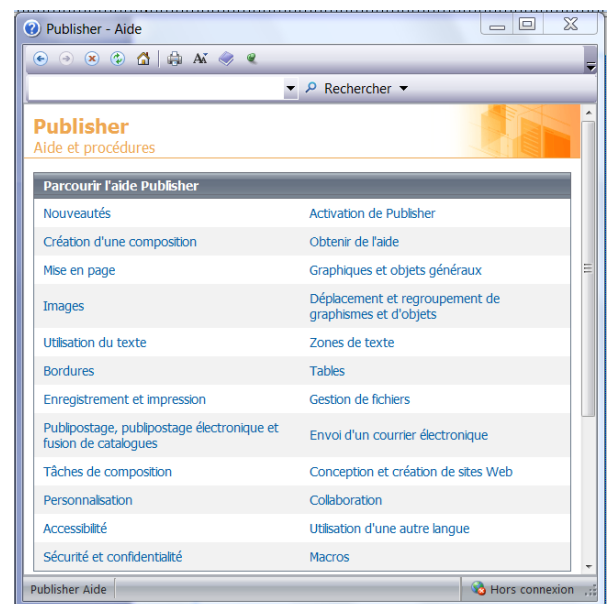 Publisher - Aide
Rechercher
Publisher
Aide et procédures
Parcourir l'aide Publisher
Nouveautés
Activation de Publisher
Création d'une composition
Obtenir de l'aide
Mise en page
Graphiques et objets généraux
Images
Déplacement et regroupement de
graphismes et d'objets
Utilisation du texte
Zones de texte
Bordures
Tables
Enregistrement et impression
Gestion de fichiers
Publipostage, publipostage électronique et
fusion de catalogues
Envoi d'un courrier électronique
Tâches de composition
Conception et création de sites Web
Personnalisation
Collaboration
Accessibilité
Utilisation d'une autre langue
Sécurité et confidentialité
Macros
Publisher Aide
Hors connexion